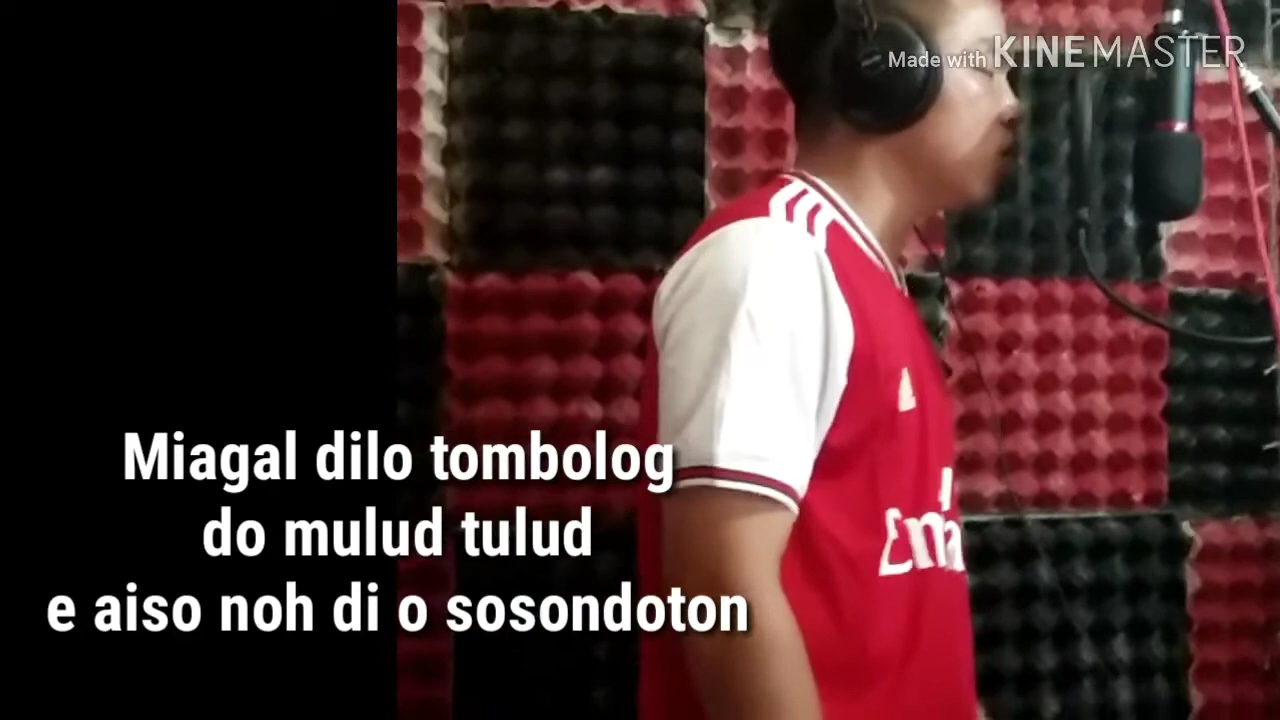 Made with KINEMASTER
Miagal dilo tombolog
do mulud tulud
e aiso noh di o sosondoton